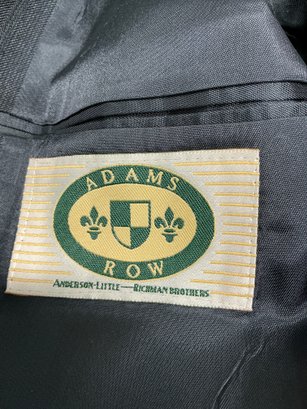 ADAMS
ROW
ANDERSON-LITTLE—RICHMAN BROTHERS